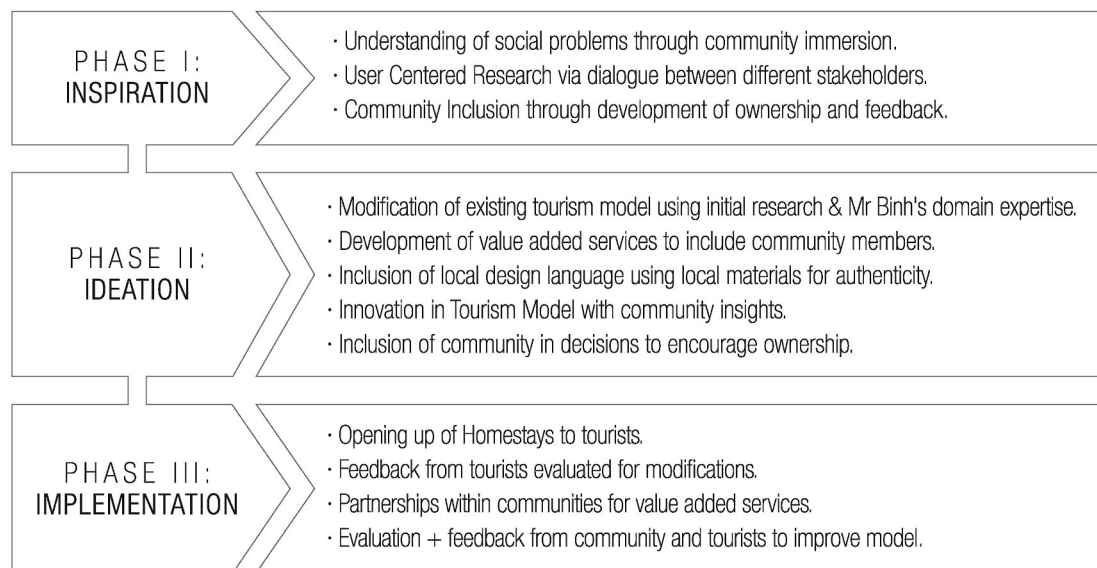 PHASE I:
INSPIRATION
· Understanding of social problems through community immersion.
· User Centered Research via dialogue between different stakeholders.
· Community Inclusion through development of ownership and feedback.
PHASE II:
IDEATION
· Modification of existing tourism model using initial research & Mr Binh's domain expertise.
· Development of value added services to include community members.
· Inclusion of local design language using local materials for authenticity.
· Innovation in Tourism Model with community insights.
· Inclusion of community in decisions to encourage ownership.
PHASE III:
IMPLEMENTATION
· Opening up of Homestays to tourists.
· Feedback from tourists evaluated for modifications.
· Partnerships within communities for value added services.
· Evaluation + feedback from community and tourists to improve model.